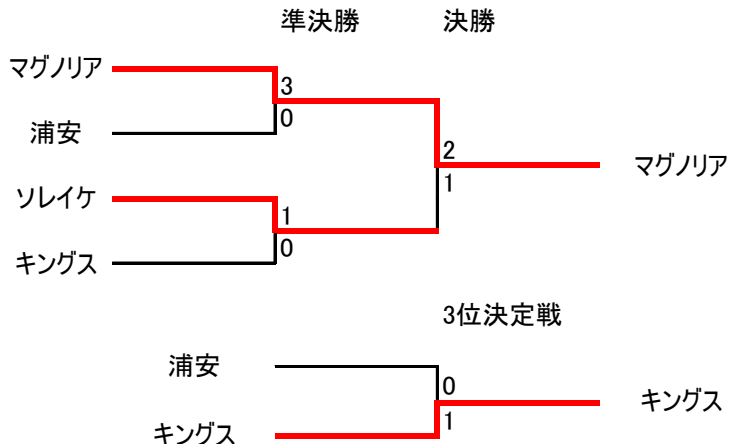 準決勝 決勝
マグノリア
3
0
浦安
2
マグノリア
1
ソレイケ
1
0
キングス
3位決定戦
浦安
0
キングス
1
キングス